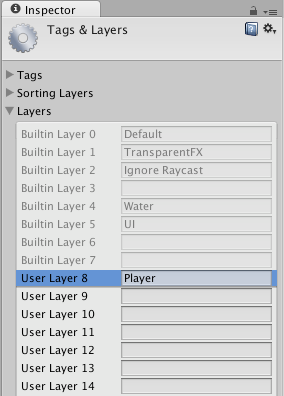 Inspector
Tags & Layers
Tags
Sorting Layers
Layers
Builtin Layer 0 Default
Builtin Layer 1 TransparentFX
Builtin Layer 2 Ignore Raycast
Builtin Layer 3
Builtin Layer 4 Water
Builtin Layer 5 UI
Builtin Layer 6
Builtin Layer 7
User Layer 8 Player
User Layer 9
User Layer 10
User Layer 11
User Layer 12
User Layer 13
User Layer 14